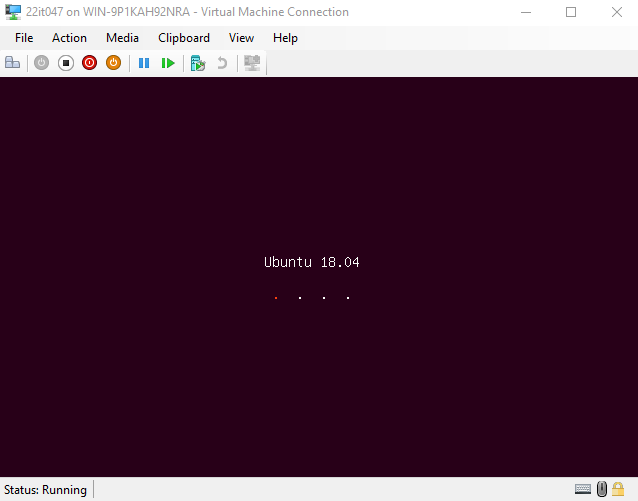 22it047 on WIN-9P1KAH92NRA - Virtual Machine Connection
File Action Media Clipboard View Help
Ubuntu 18.04
. . . .
Status: Running